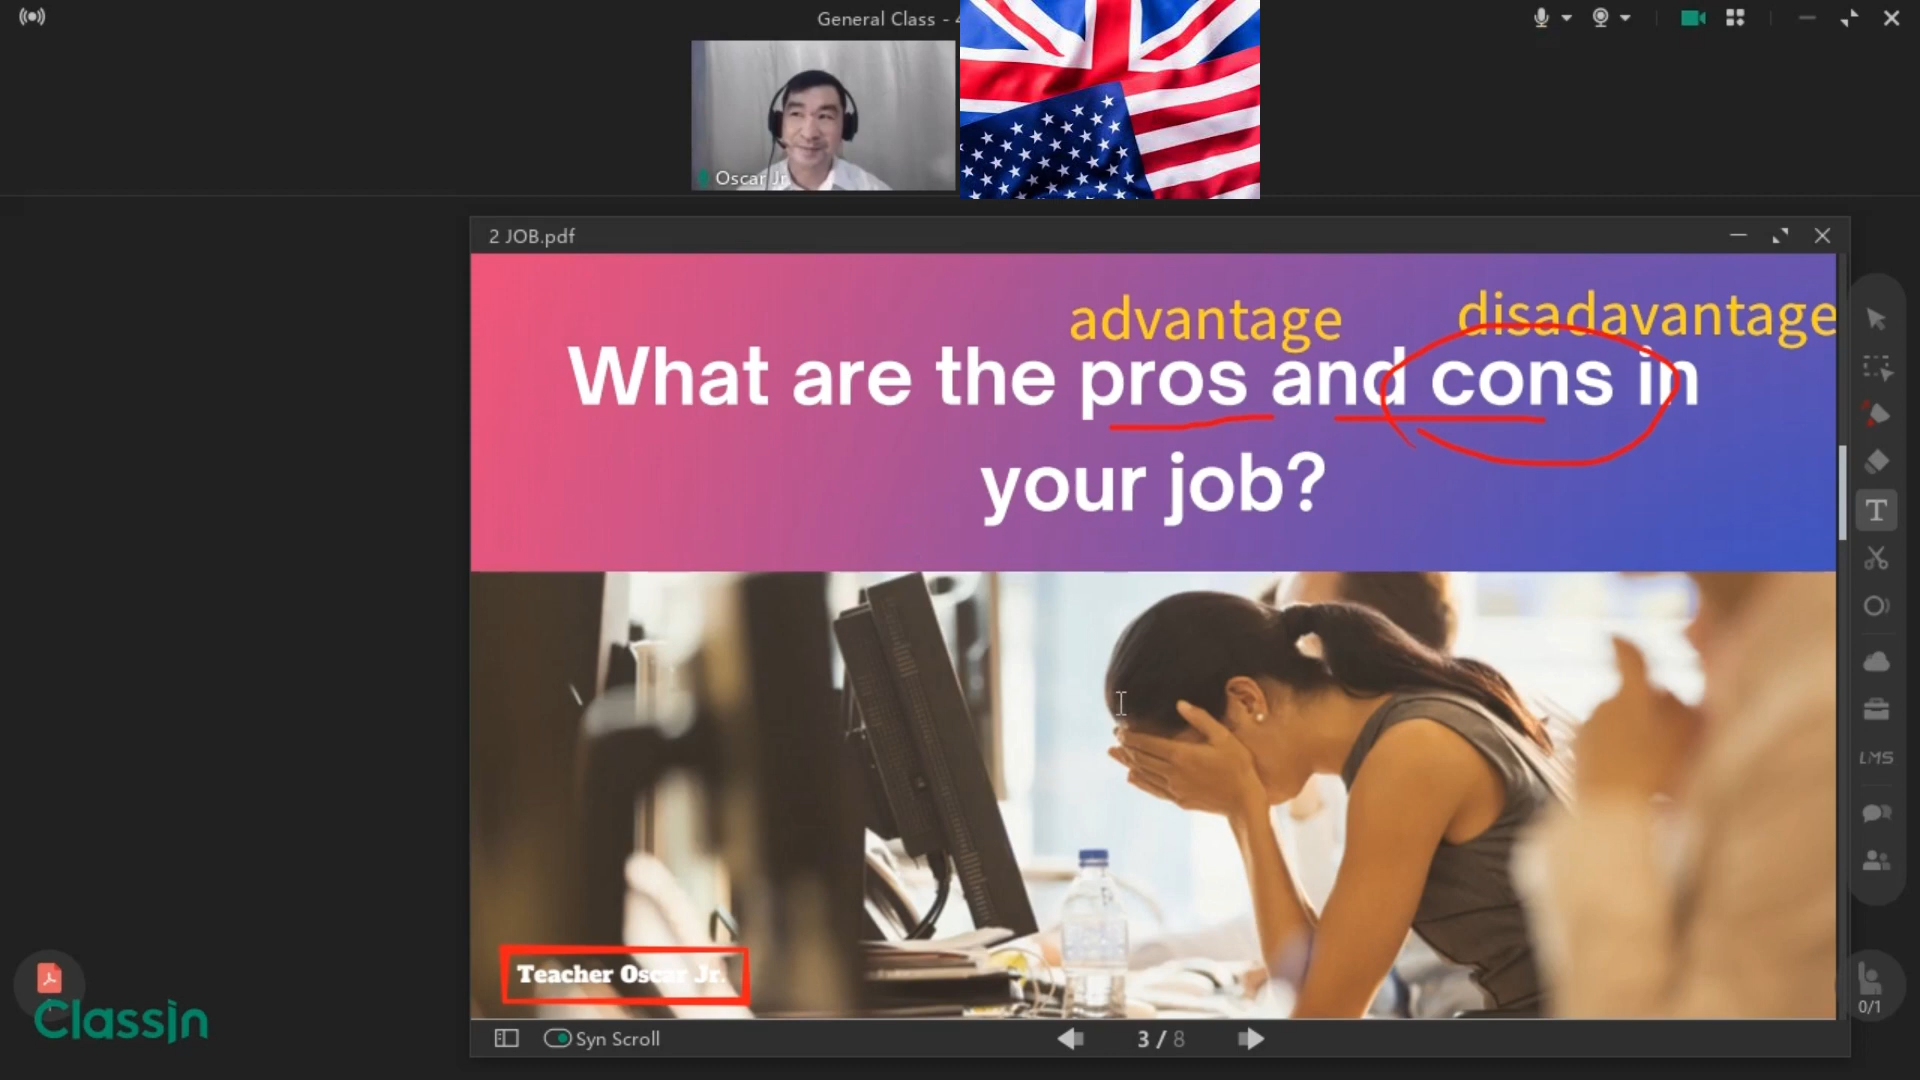 General Class - 4
Oscar Jr
2 JOB.pdf
advantage disadavantage
What are the pros and cons in
your job?
T
LMS
Teacher Oscar Jr.
0/1
ClassIn
Syn Scroll
3 / 8